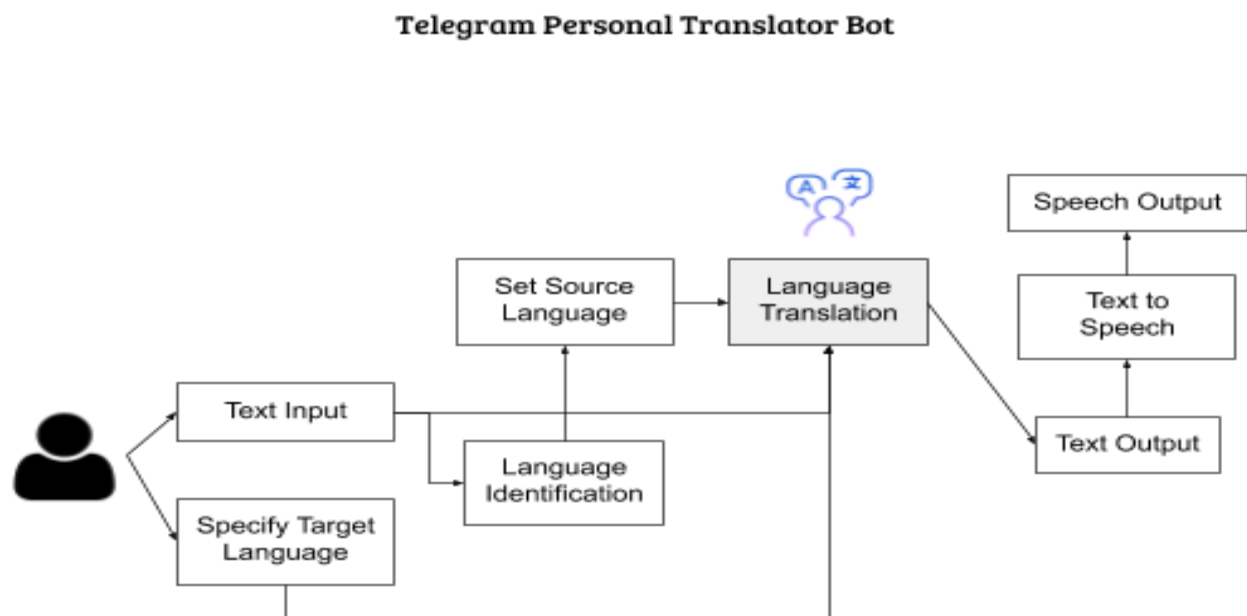 Telegram Personal Translator Bot
A 文
Speech Output
Set Source
Language
Language
Translation
Text to
Speech
Text Input
Text Output
Language
Identification
Specify Target
Language